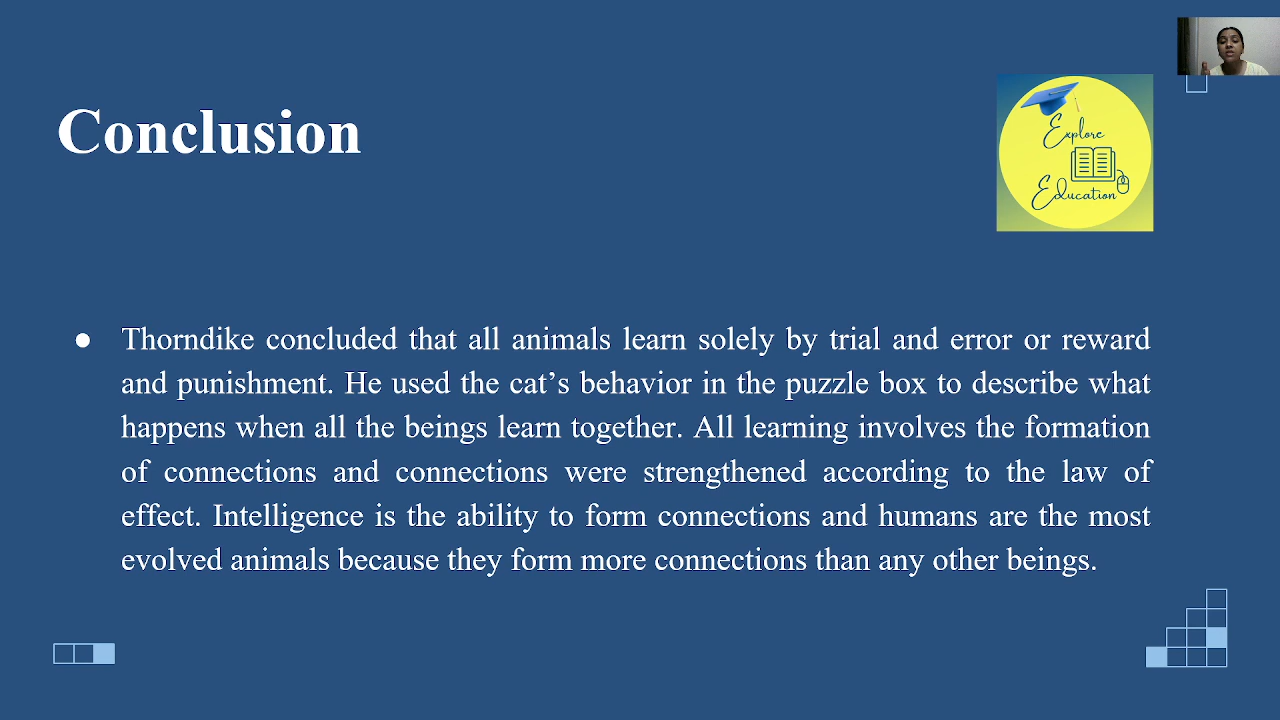 Conclusion
Explore
Education
● Thorndike concluded that all animals learn solely by trial and error or reward
and punishment. He used the cat’s behavior in the puzzle box to describe what
happens when all the beings learn together. All learning involves the formation
of connections and connections were strengthened according to the law of
effect. Intelligence is the ability to form connections and humans are the most
evolved animals because they form more connections than any other beings.